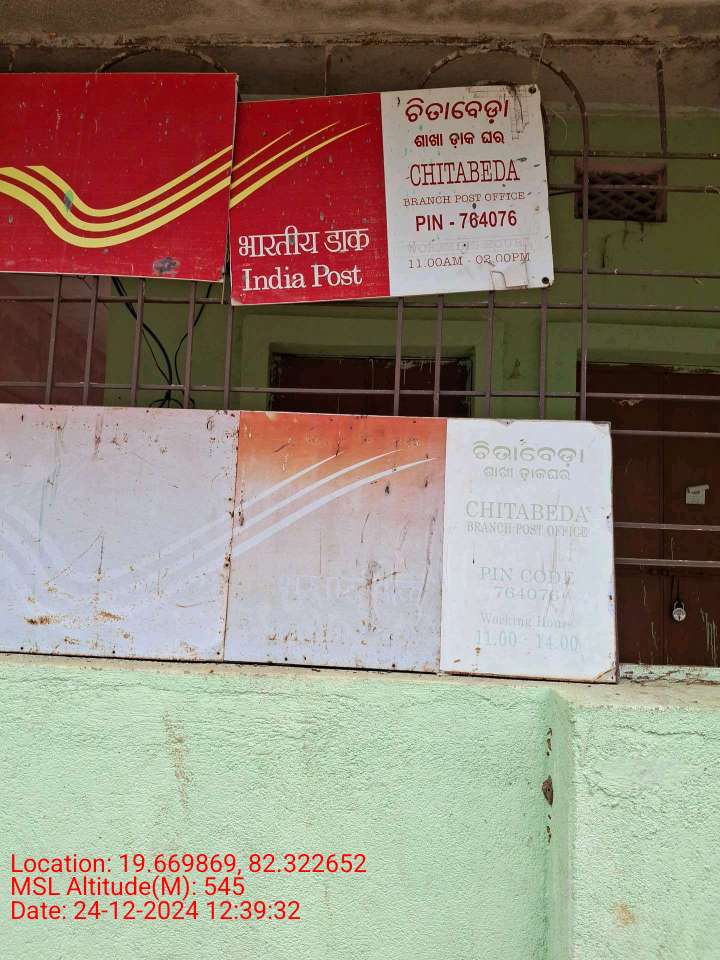 ଚିତାବେଡ଼ା
ଶାଖା ଡ଼ାକ ଘର
CHITABEDA
BRANCH POST OFFICE
PIN - 764076
WORKING HOURS
11.00AM - 02.00PM
भारतीय डाक
India Post
ଚିତାବେଡ଼ା
ଶାଖା ଡ଼ାକଘର
CHITABEDA
BRANCH POST OFFICE
PIN CODE
764076
Working Hours
11.00 - 14.00
Location: 19.669869, 82.322652
MSL Altitude(M): 545
Date: 24-12-2024 12:39:32